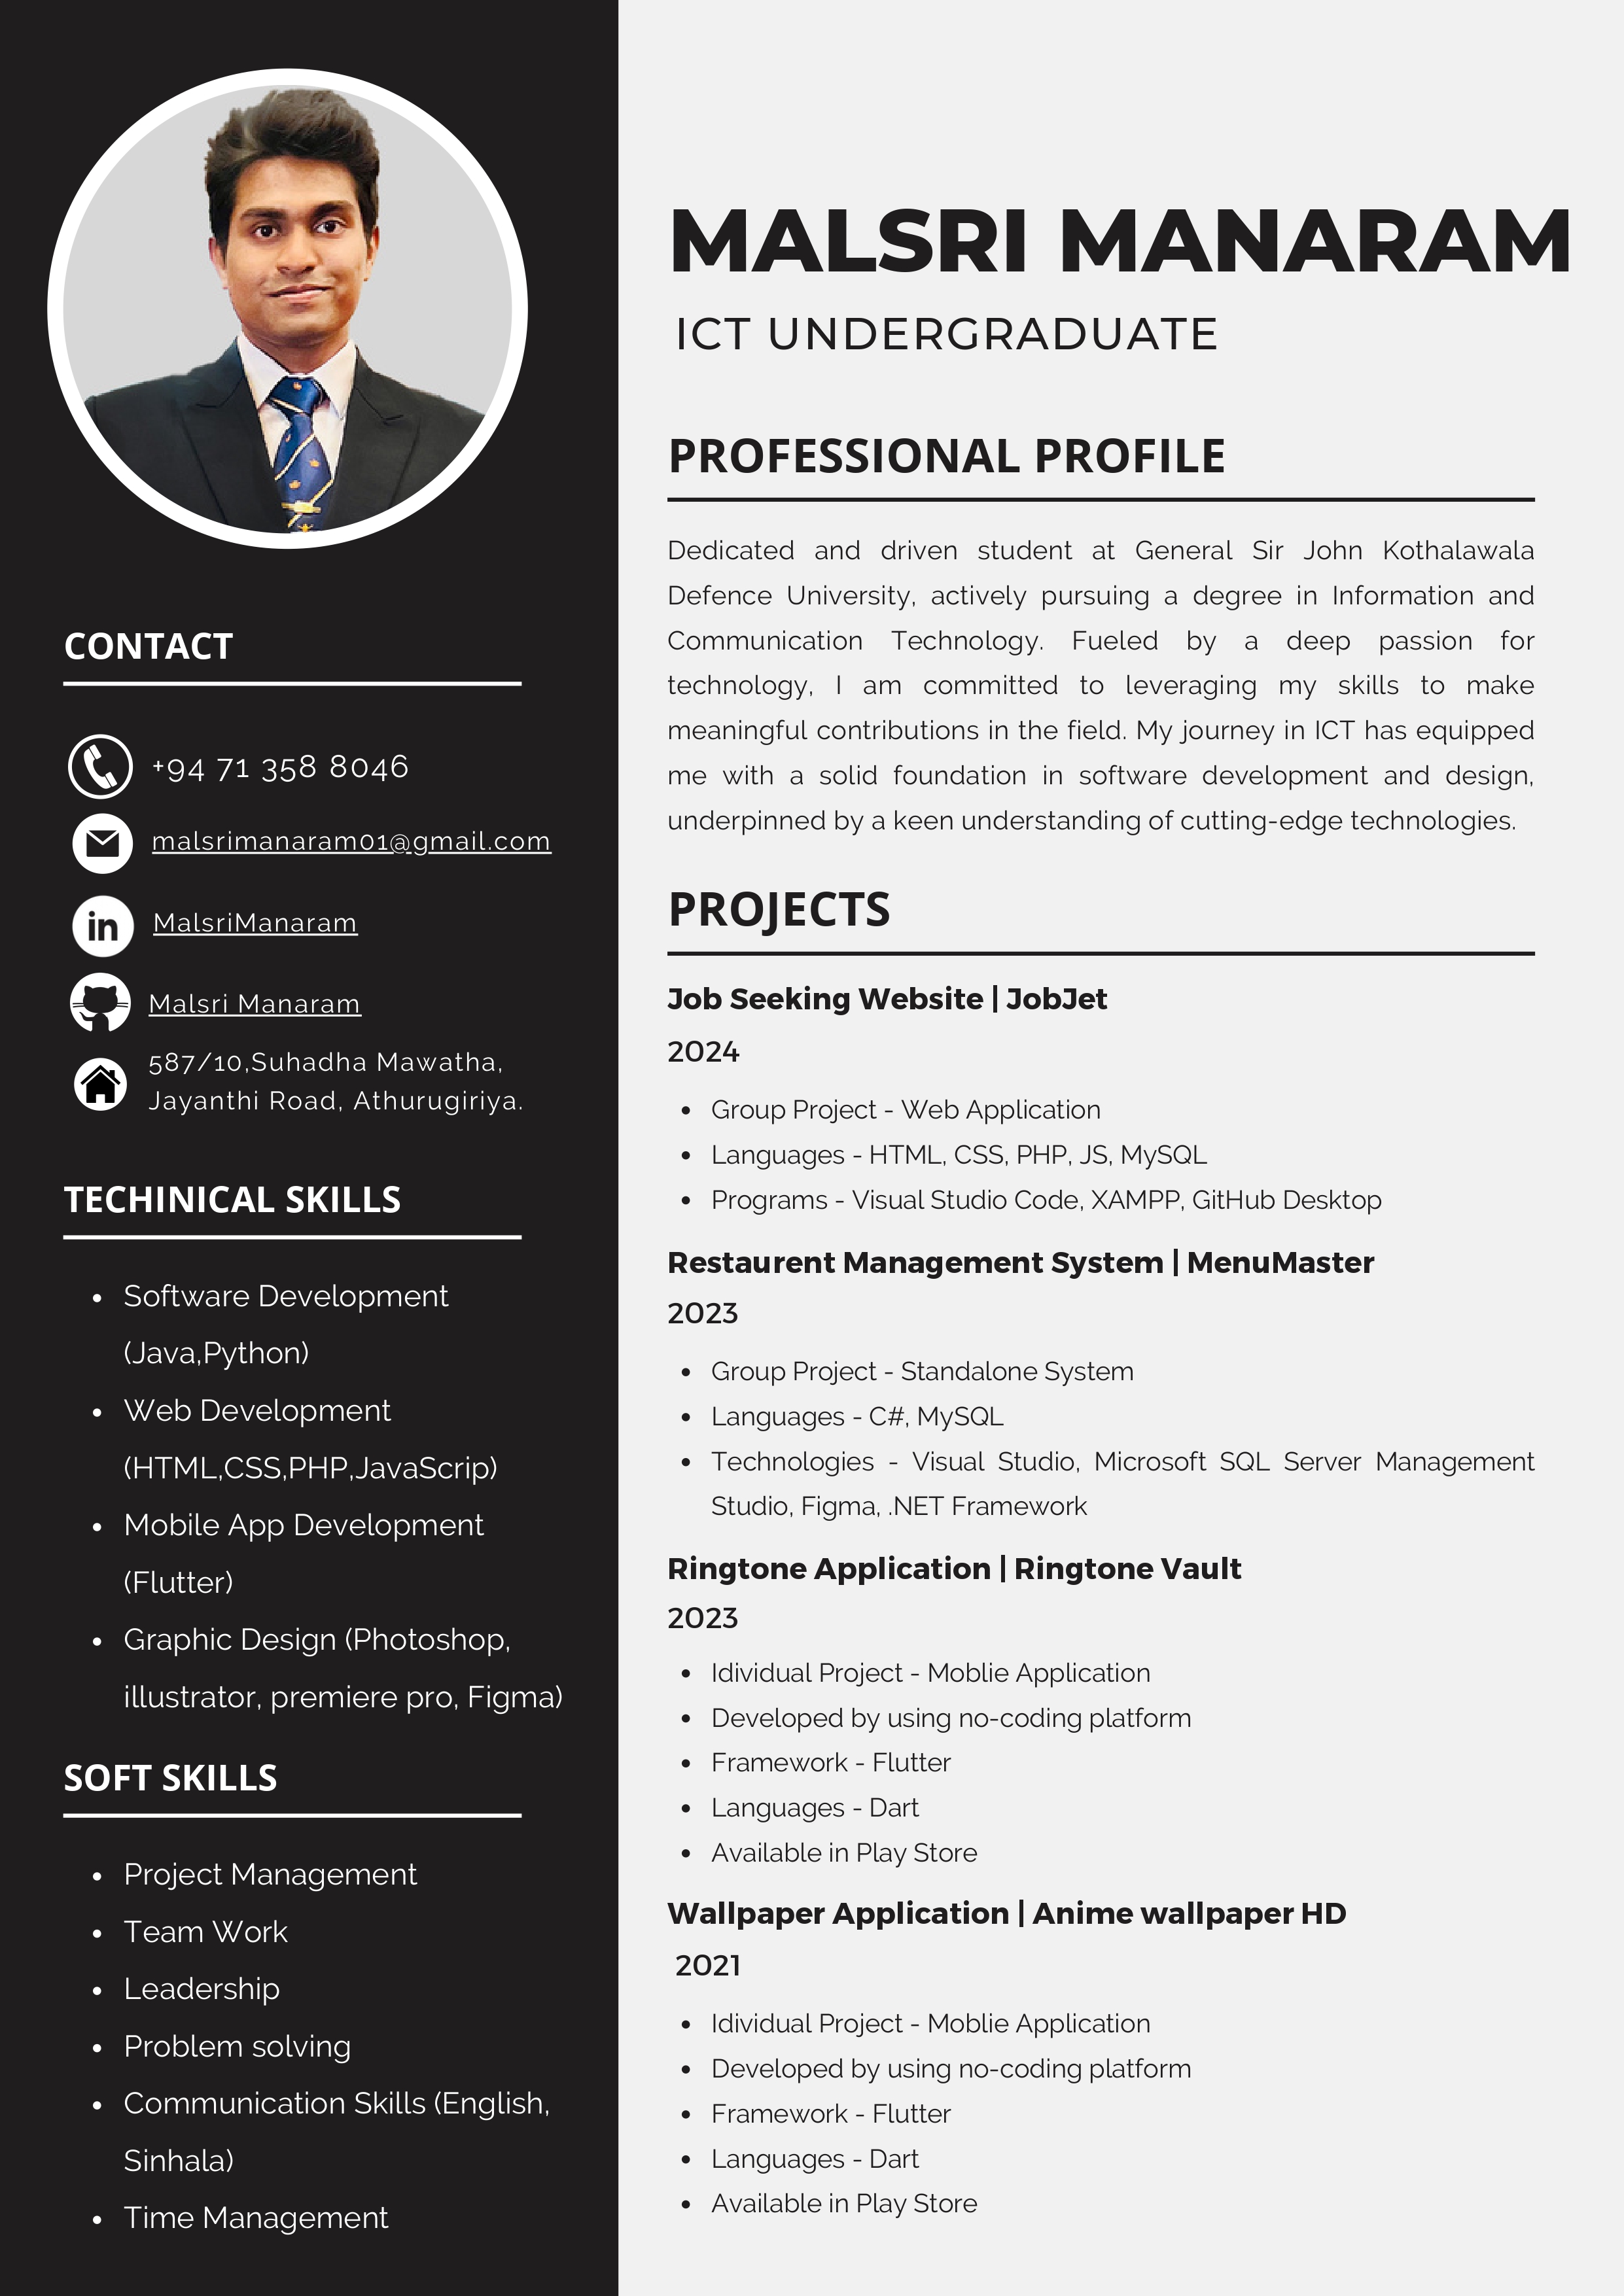 MALSRI MANARAM
ICT UNDERGRADUATE
CONTACT
+94 71 358 8046
malsrimanaram01@gmail.com
in
MalsriManaram
Malsri Manaram
587/10,Suhadha Mawatha,
Jayanthi Road, Athurugiriya.
TECHINICAL SKILLS
Software Development
(Java,Python)
Web Development
(HTML,CSS,PHP,JavaScrip)
Mobile App Development
(Flutter)
Graphic Design (Photoshop,
illustrator, premiere pro, Figma)
SOFT SKILLS
Project Management
Team Work
Leadership
Problem solving
Communication Skills (English,
Sinhala)
Time Management
PROFESSIONAL PROFILE
Dedicated and driven student at General Sir John Kothalawala
Defence University, actively pursuing a degree in Information and
Communication Technology. Fueled by a deep passion for
technology, I am committed to leveraging my skills to make
meaningful contributions in the field. My journey in ICT has equipped
me with a solid foundation in software development and design,
underpinned by a keen understanding of cutting-edge technologies.
PROJECTS
Job Seeking Website | JobJet
2024
Group Project - Web Application
Languages - HTML, CSS, PHP, JS, MySQL
Programs - Visual Studio Code, XAMPP, GitHub Desktop
Restaurent Management System | MenuMaster
2023
Group Project - Standalone System
Languages - C#, MySQL
Technologies - Visual Studio, Microsoft SQL Server Management
Studio, Figma, .NET Framework
Ringtone Application | Ringtone Vault
2023
Idividual Project - Moblie Application
Developed by using no-coding platform
Framework - Flutter
Languages - Dart
Available in Play Store
Wallpaper Application | Anime wallpaper HD
2021
Idividual Project - Moblie Application
Developed by using no-coding platform
Framework - Flutter
Languages - Dart
Available in Play Store